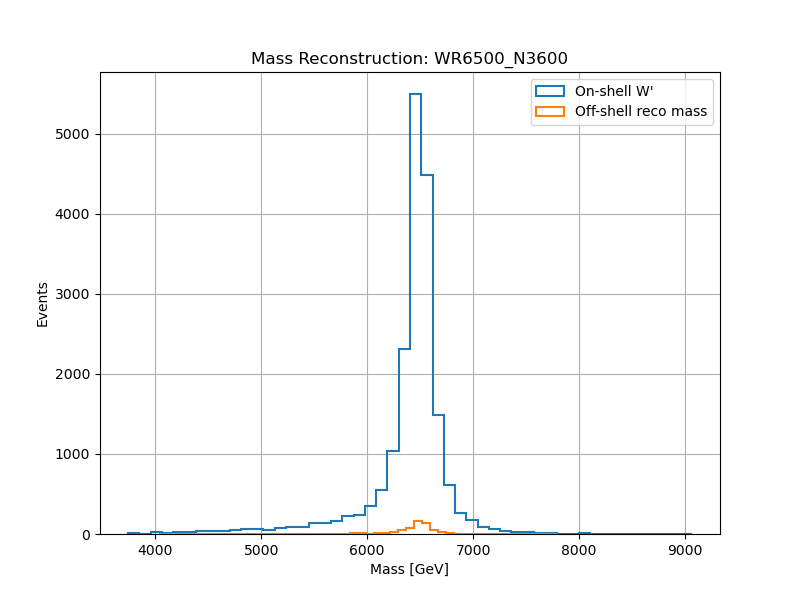 Mass Reconstruction: WR6500_N3600
On-shell W'
Off-shell reco mass
5000
4000
3000
2000
1000
0
Events
4000 5000 6000 7000 8000 9000
Mass [GeV]